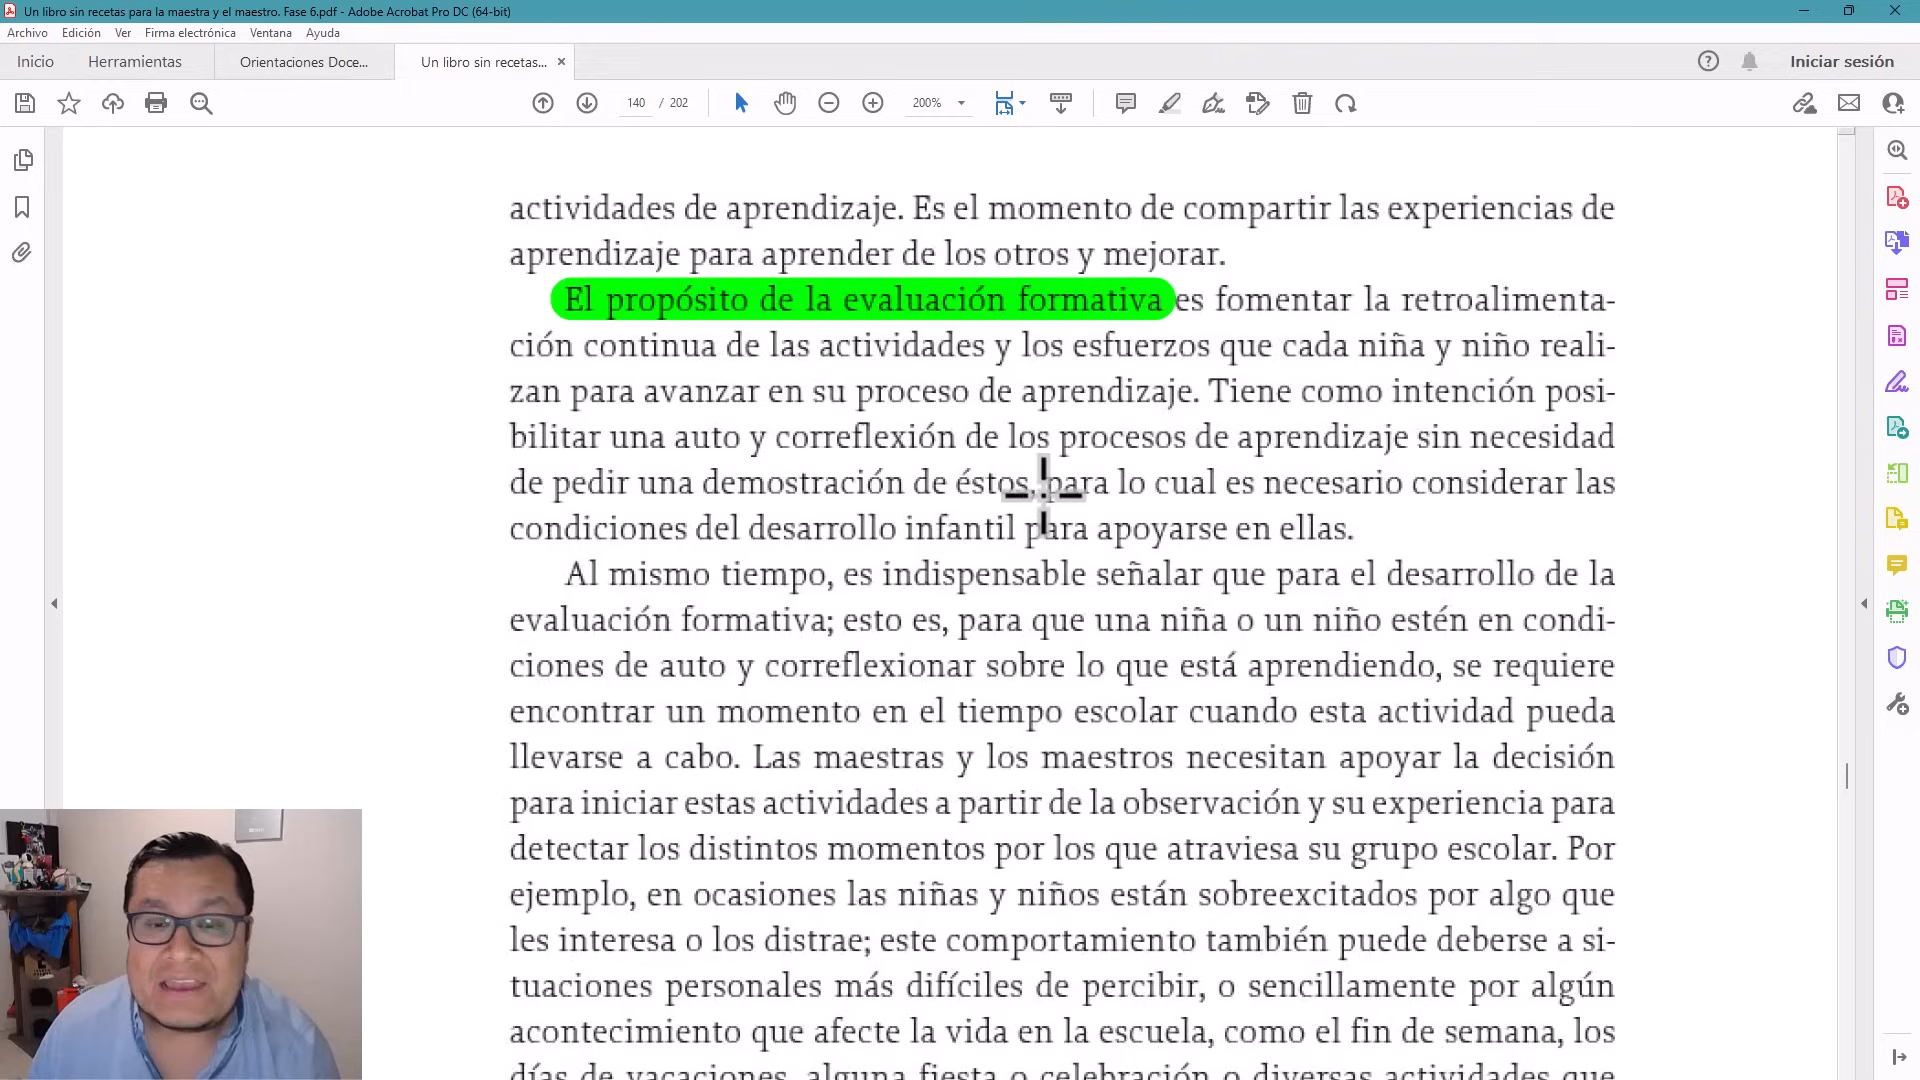 Un libro sin recetas para la maestra y el maestro. Fase 6.pdf - Adobe Acrobat Pro DC (64-bit)
Archivo Edición Ver Firma electrónica Ventana Ayuda
Inicio Herramientas Orientaciones Doce... Un libro sin recetas... × Iniciar sesión
140 / 202 200%
actividades de aprendizaje. Es el momento de compartir las experiencias de
aprendizaje para aprender de los otros y mejorar.
El propósito de la evaluación formativa es fomentar la retroalimenta-
ción continua de las actividades y los esfuerzos que cada niña y niño reali-
zan para avanzar en su proceso de aprendizaje. Tiene como intención posi-
bilitar una auto y correflexión de los procesos de aprendizaje sin necesidad
de pedir una demostración de éstos, para lo cual es necesario considerar las
condiciones del desarrollo infantil para apoyarse en ellas.
Al mismo tiempo, es indispensable señalar que para el desarrollo de la
evaluación formativa; esto es, para que una niña o un niño estén en condi-
ciones de auto y correflexionar sobre lo que está aprendiendo, se requiere
encontrar un momento en el tiempo escolar cuando esta actividad pueda
llevarse a cabo. Las maestras y los maestros necesitan apoyar la decisión
para iniciar estas actividades a partir de la observación y su experiencia para
detectar los distintos momentos por los que atraviesa su grupo escolar. Por
ejemplo, en ocasiones las niñas y niños están sobreexcitados por algo que
les interesa o los distrae; este comportamiento también puede deberse a si-
tuaciones personales más difíciles de percibir, o sencillamente por algún
acontecimiento que afecte la vida en la escuela, como el fin de semana, los
días de vacaciones, alguna fiesta o celebración o diversas actividades que